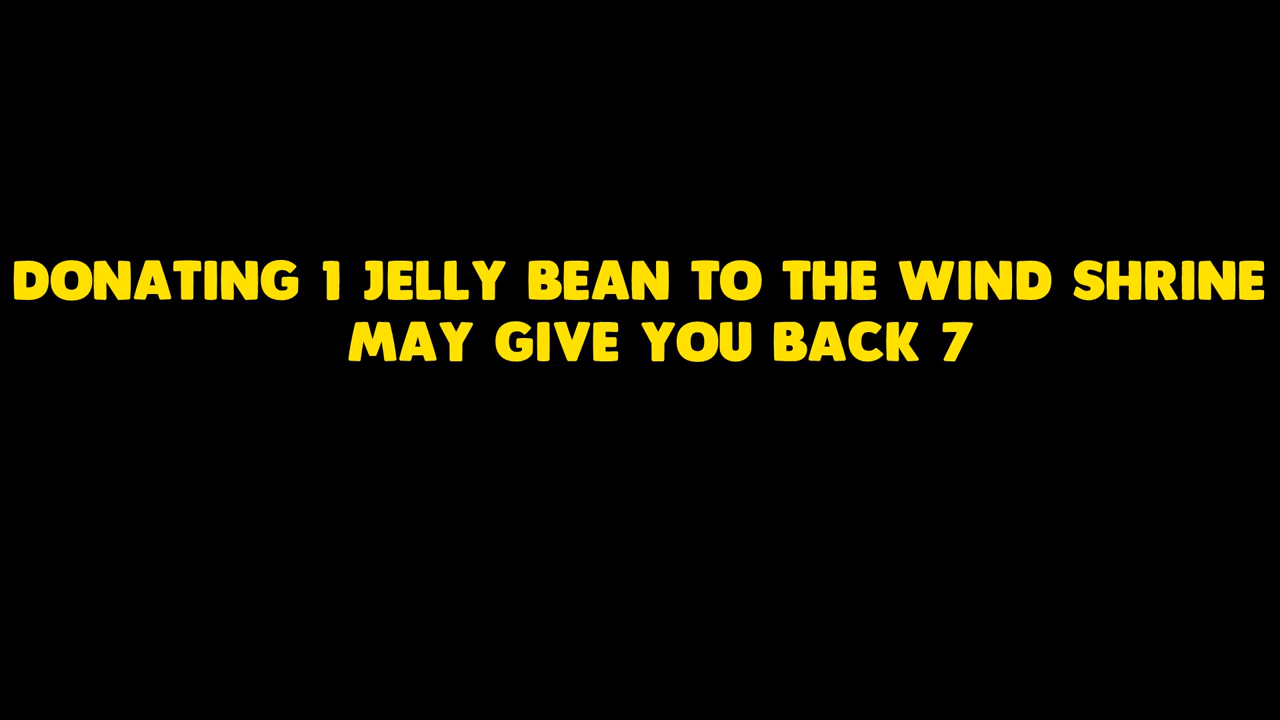 DONATING 1 JELLY BEAN TO THE WIND SHRINE
MAY GIVE YOU BACK 7